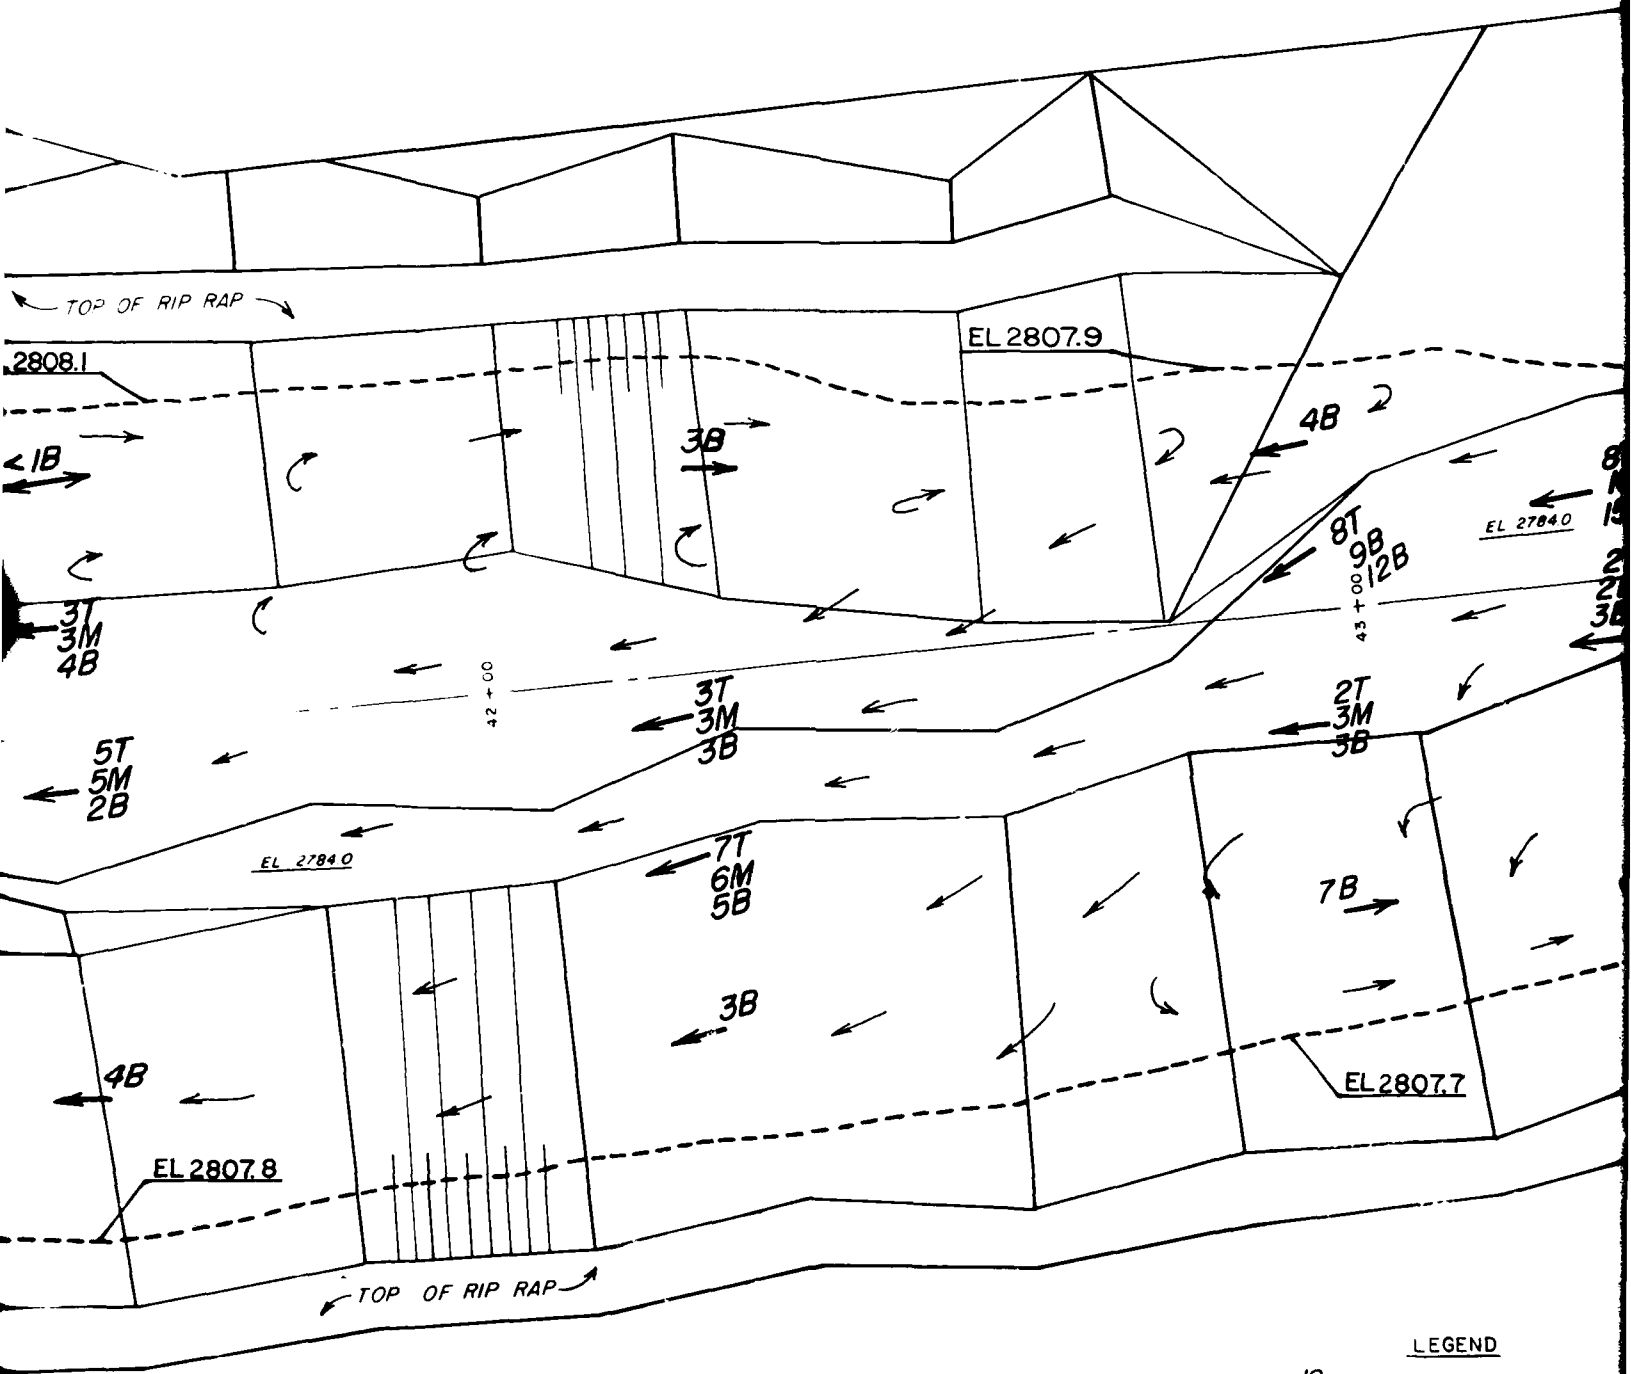 TOP OF RIP RAP
2808.1
EL 2807.9
<1B
3B
4B
EL 2784.0
8T
9B
12B
43+00
3T
3M
4B
42+00
3T
3M
3B
2T
3M
3B
5T
5M
2B
EL 2784.0
7T
6M
5B
7B
3B
4B
EL 2807.7
EL 2807.8
TOP OF RIP RAP
LEGEND